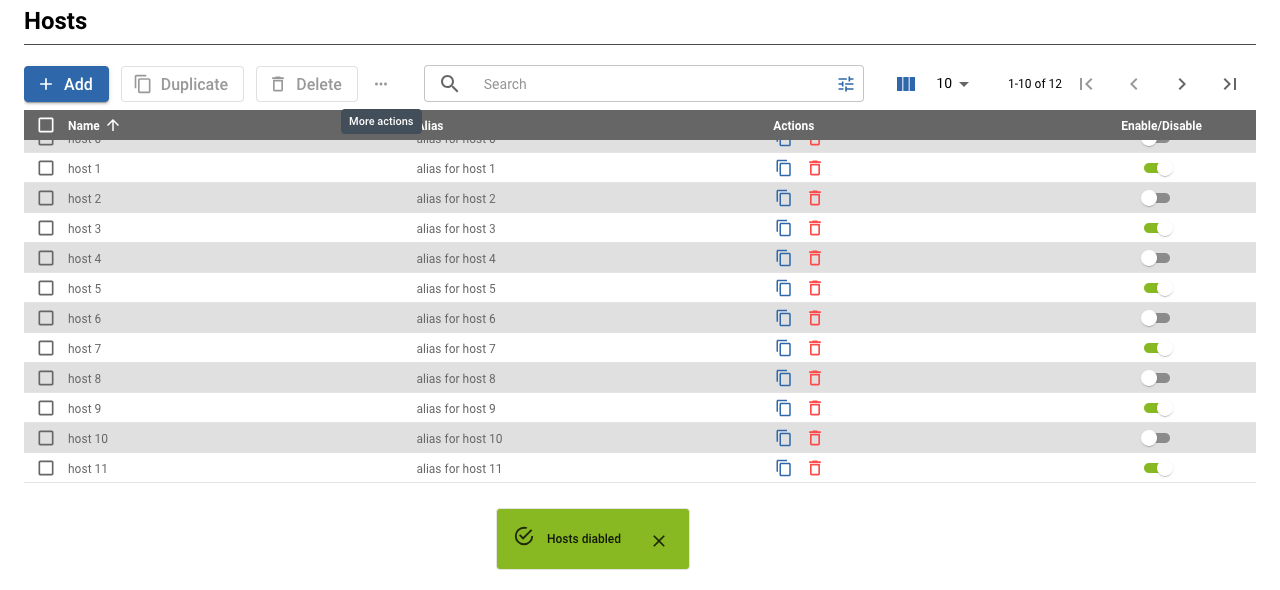 Hosts
Add Duplicate Delete Search 10 1-10 of 12
More actions
Name Alias Actions Enable/Disable
host 0 alias for host 0
host 1 alias for host 1
host 2 alias for host 2
host 3 alias for host 3
host 4 alias for host 4
host 5 alias for host 5
host 6 alias for host 6
host 7 alias for host 7
host 8 alias for host 8
host 9 alias for host 9
host 10 alias for host 10
host 11 alias for host 11
Hosts diabled